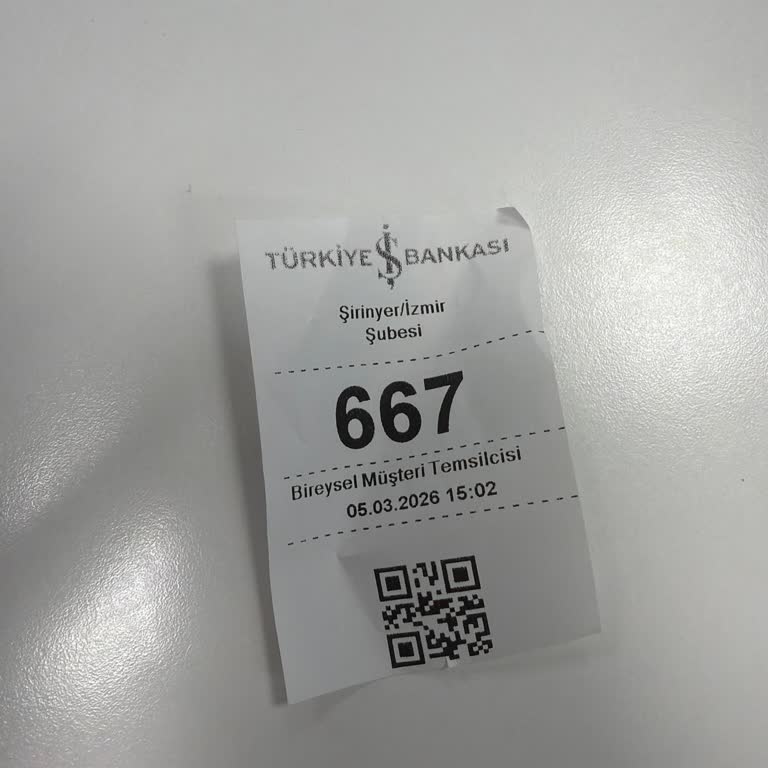 TÜRKİYE İŞ BANKASI
Şirinyer/İzmir
Şubesi
667
Bireysel Müşteri Temsilcisi
05.03.2026 15:02